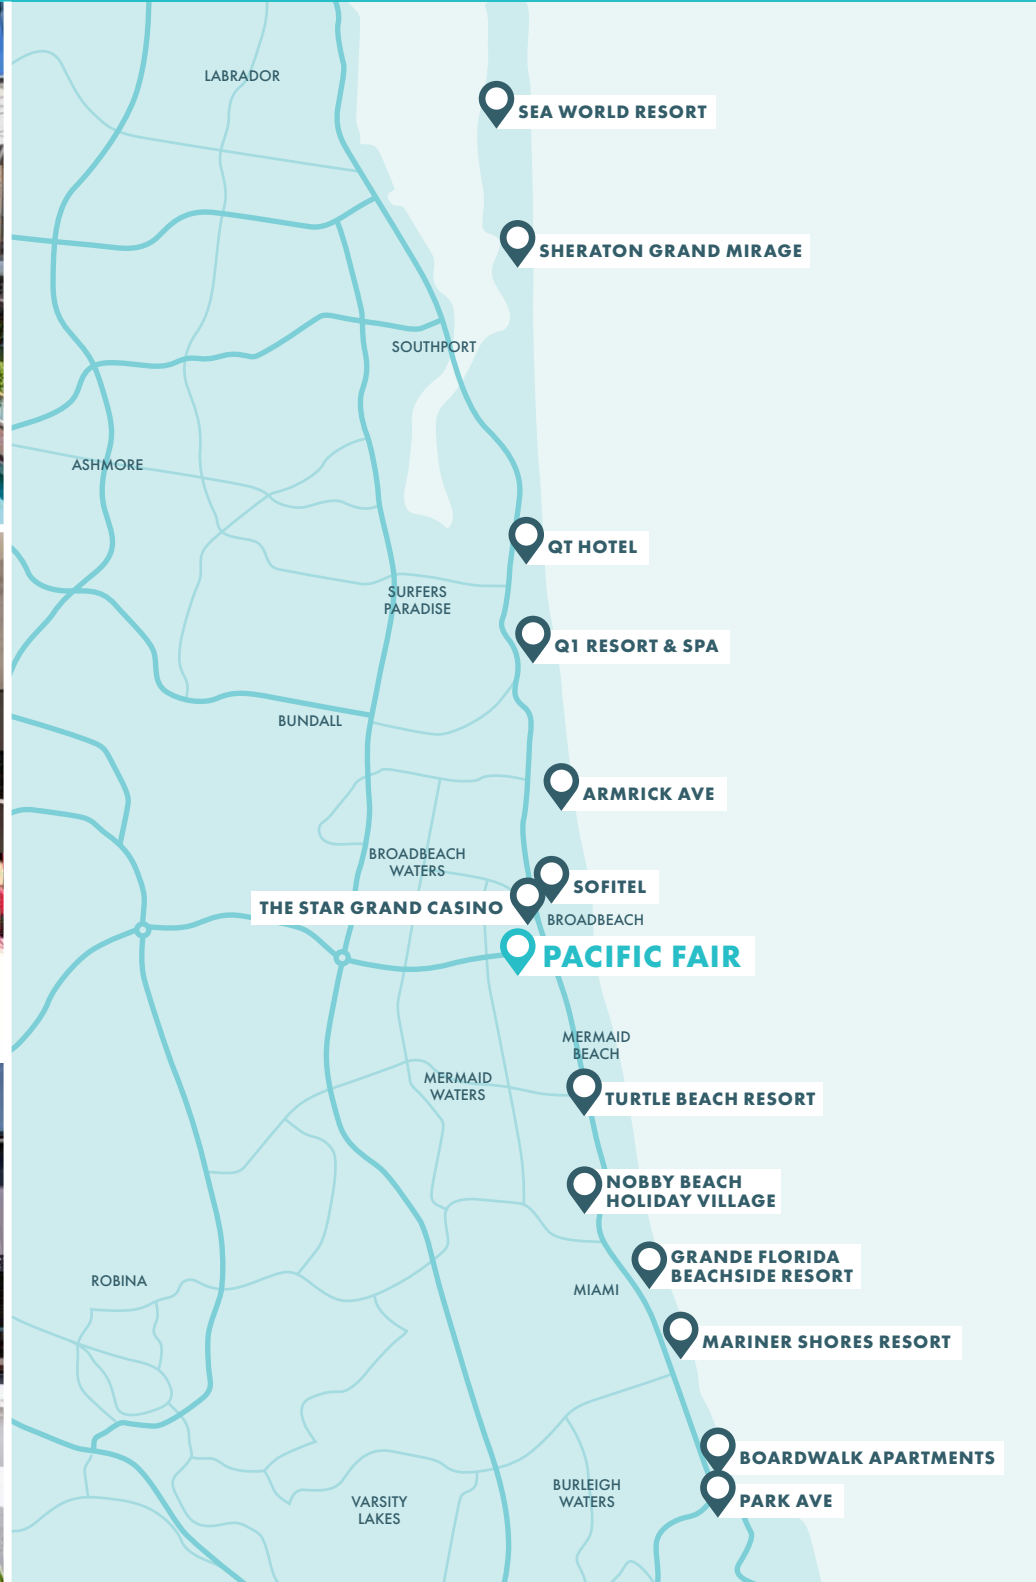 LABRADOR
SEA WORLD RESORT
SHERATON GRAND MIRAGE
SOUTHPORT
ASHMORE
QT HOTEL
SURFERS
PARADISE
Q1 RESORT & SPA
BUNDALL
ARMRICK AVE
BROADBEACH
WATERS
SOFITEL
THE STAR GRAND CASINO
BROADBEACH
PACIFIC FAIR
MERMAID
BEACH
MERMAID
WATERS
TURTLE BEACH RESORT
NOBBY BEACH
HOLIDAY VILLAGE
GRANDE FLORIDA
BEACHSIDE RESORT
ROBINA
MIAMI
MARINER SHORES RESORT
BOARDWALK APARTMENTS
BURLEIGH
WATERS
PARK AVE
VARSITY
LAKES